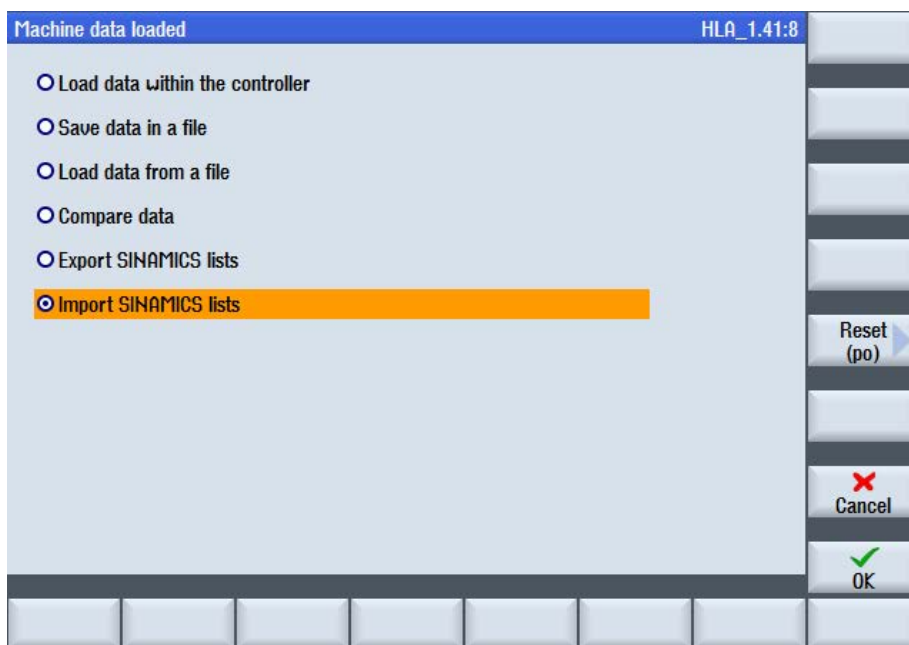 Machine data loaded HLA_1.41:8
Load data within the controller
Save data in a file
Load data from a file
Compare data
Export SINAMICS lists
Import SINAMICS lists
Reset
(po)
Cancel
OK